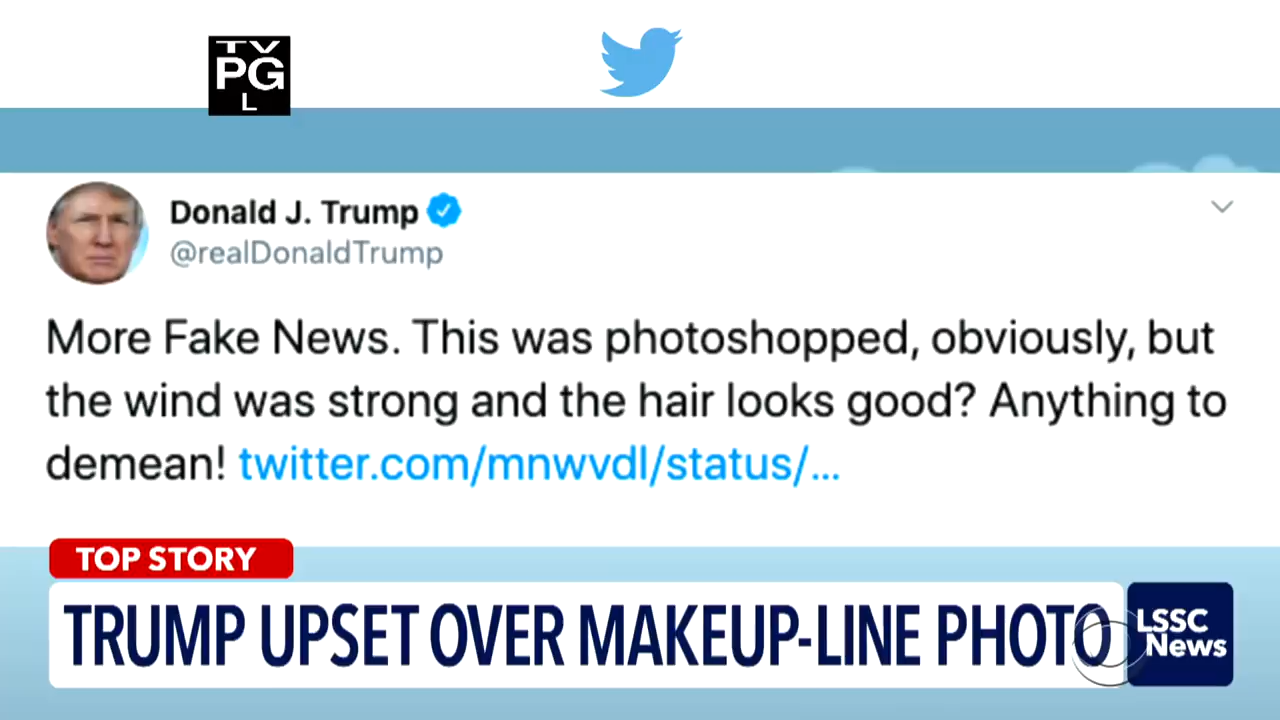 TV
PG
L
Donald J. Trump
@realDonaldTrump
More Fake News. This was photoshopped, obviously, but
the wind was strong and the hair looks good? Anything to
demean! twitter.com/mnwvdl/status/...
TOP STORY
TRUMP UPSET OVER MAKEUP-LINE PHOTO
LSSC
News